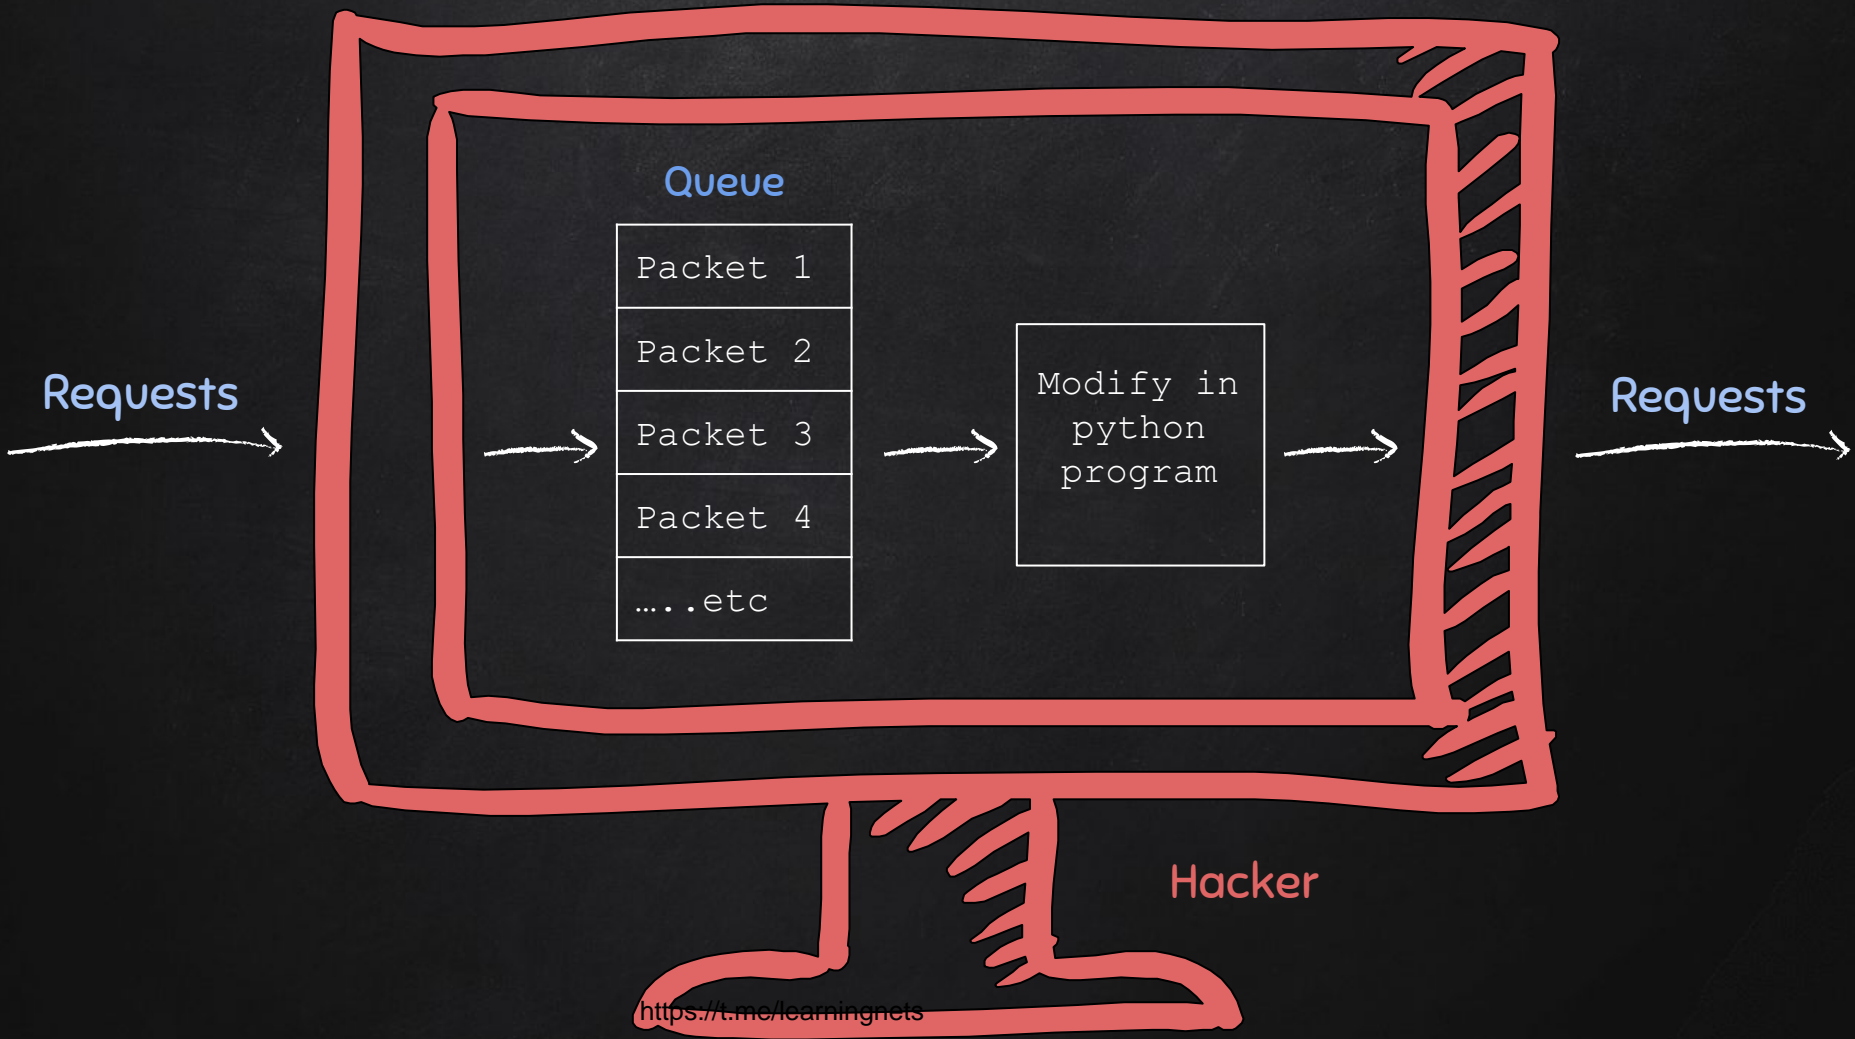 Queue
Packet 1
Packet 2
Packet 3
Packet 4
…..etc
Requests
Modify in
python
program
Requests
Hacker
https://t.me/learningnets